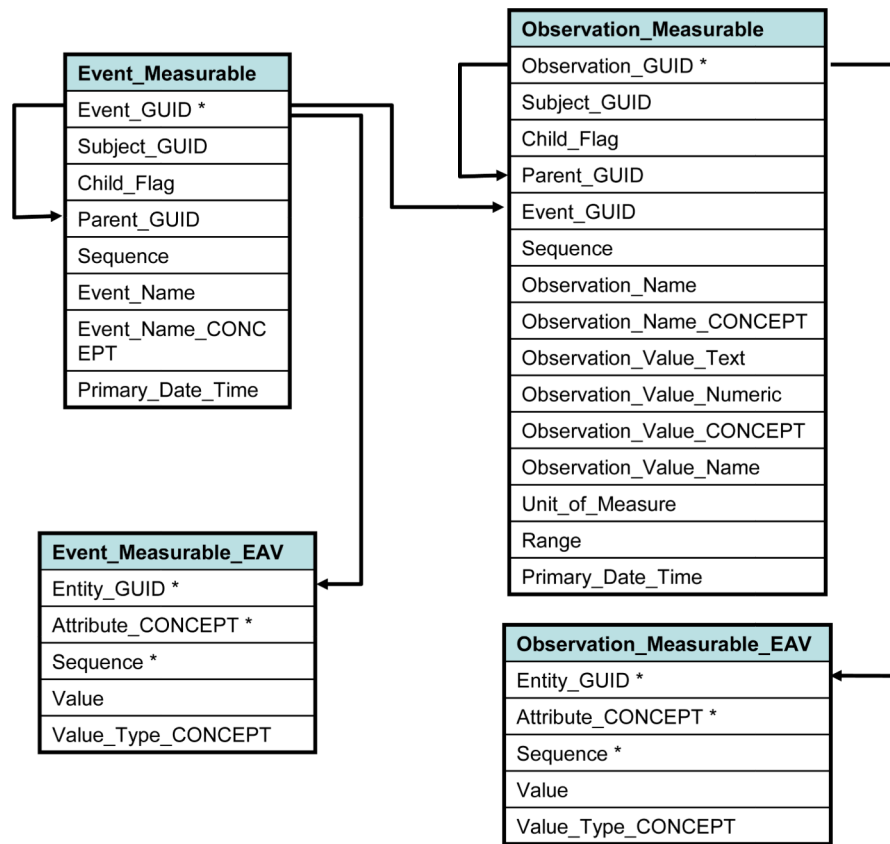 Event_Measurable
Event_GUID *
Subject_GUID
Child_Flag
Parent_GUID
Sequence
Event_Name
Event_Name_CONC
EPT
Primary_Date_Time
Observation_Measurable
Observation_GUID *
Subject_GUID
Child_Flag
Parent_GUID
Event_GUID
Sequence
Observation_Name
Observation_Name_CONCEPT
Observation_Value_Text
Observation_Value_Numeric
Observation_Value_CONCEPT
Observation_Value_Name
Unit_of_Measure
Range
Primary_Date_Time
Event_Measurable_EAV
Entity_GUID *
Attribute_CONCEPT *
Sequence *
Value
Value_Type_CONCEPT
Observation_Measurable_EAV
Entity_GUID *
Attribute_CONCEPT *
Sequence *
Value
Value_Type_CONCEPT